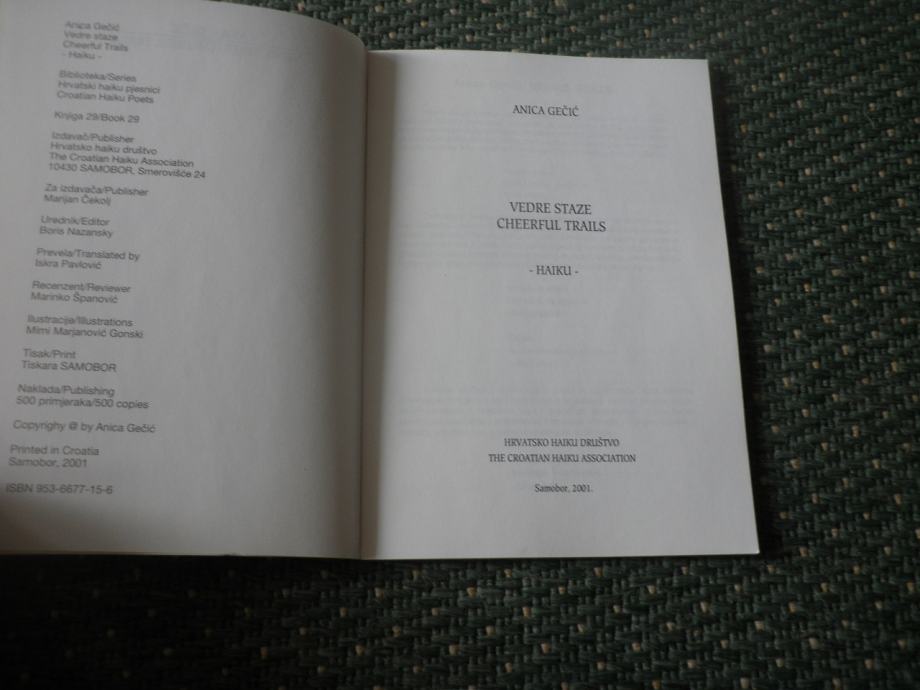 Anica Gečić
Vedre staze
Cheerful Trails
- Haiku -
Biblioteka/Series
Hrvatski haiku pjesnici
Croatian Haiku Poets
Knjiga 29/Book 29
Izdavač/Publisher
Hrvatsko haiku društvo
The Croatian Haiku Association
10430 SAMOBOR, Smerovišće 24
Za izdavača/Publisher
Marijan Čekolj
Urednik/Editor
Boris Nazansky
Prevela/Translated by
Iskra Pavlović
Recenzent/Reviewer
Marinko Španović
Ilustracije/Illustrations
Mimi Marjanović Gonski
Tisak/Print
Tiskara SAMOBOR
Naklada/Publishing
500 primjeraka/500 copies
Copyrighy @ by Anica Gečić
Printed in Croatia
Samobor, 2001
ISBN 953-6677-15-6
ANICA GEČIĆ
VEDRE STAZE
CHEERFUL TRAILS
- HAIKU -
HRVATSKO HAIKU DRUŠTVO
THE CROATIAN HAIKU ASSOCIATION
Samobor, 2001.